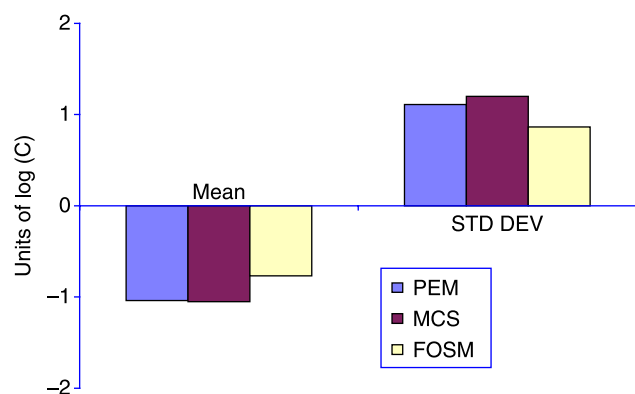 Units of log (C)
2
1
0
−1
−2
Mean
STD DEV
PEM
MCS
FOSM